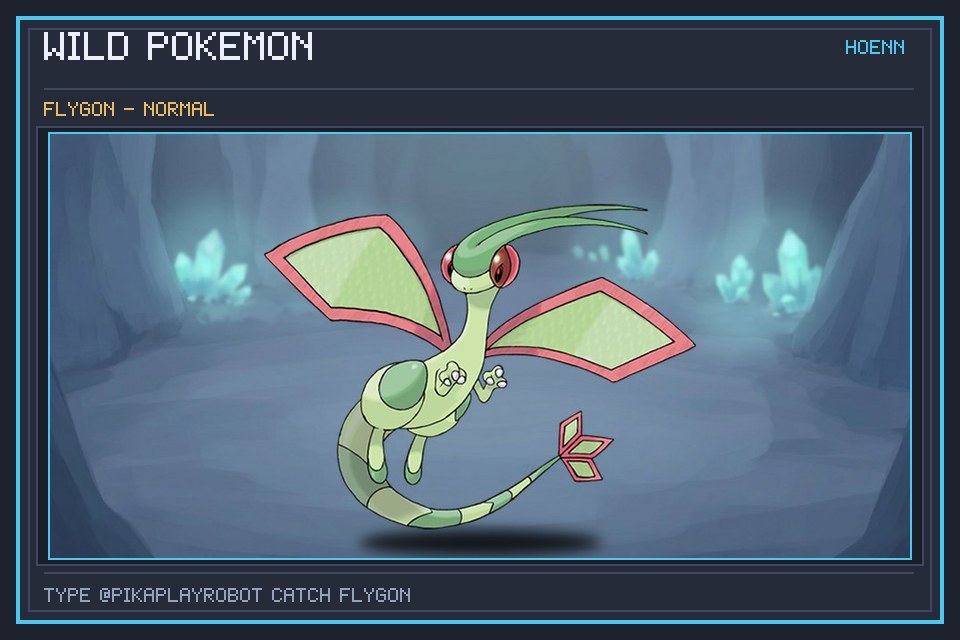 WILD POKEMON
HOENN
FLYGON - NORMAL
TYPE @PIKAPLAYROBOT CATCH FLYGON